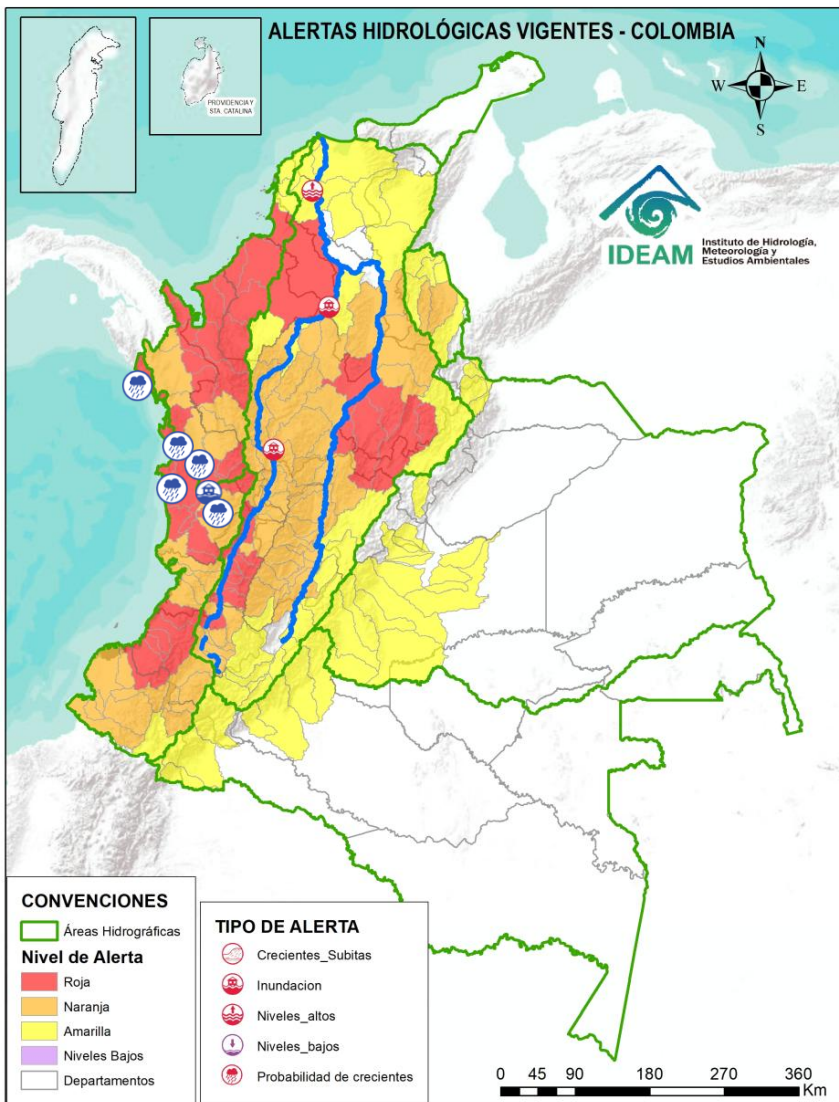 ALERTAS HIDROLÓGICAS VIGENTES - COLOMBIA
PROVIDENCIA Y
STA. CATALINA
N
W
E
S
IDEAM
Instituto de Hidrología,
Meteorología y
Estudios Ambientales
CONVENCIONES
Áreas Hidrográficas
Nivel de Alerta
Roja
Naranja
Amarilla
Niveles Bajos
Departamentos
TIPO DE ALERTA
Crecientes_Subitas
Inundacion
Niveles_altos
Niveles_bajos
Probabilidad de crecientes
0 45 90 180 270 360
Km